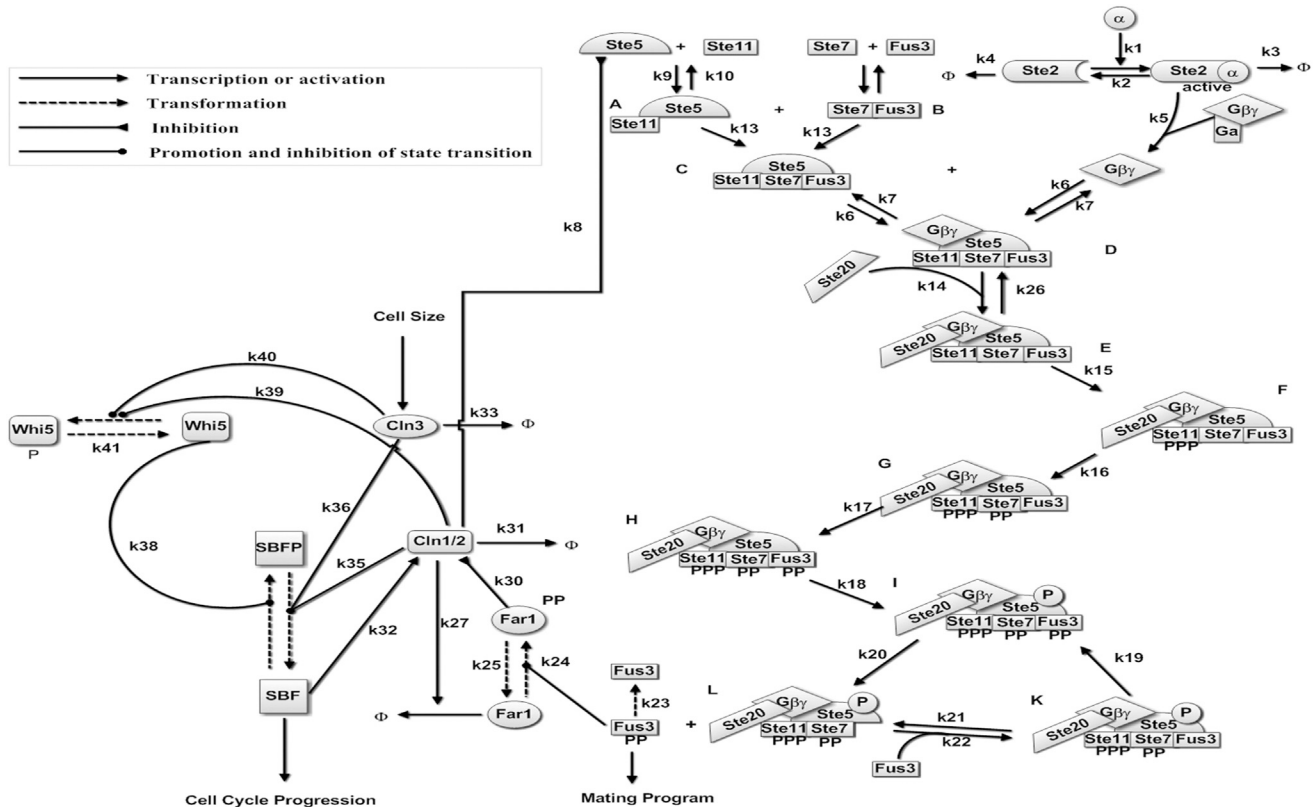 Transcription or activation
Transformation
Inhibition
Promotion and inhibition of state transition
Ste5 + Ste11
Ste7 + Fus3
α
k1
k9
k10
k4
Φ
Ste2
k2
Ste2
α
active
k3
Φ
A
Ste5
Ste11
+
Ste7
Fus3
B
k5
Gβγ
Ga
k13
k13
C
Ste5
Ste11
Ste7
Fus3
+
Gβγ
k6
k7
k6
k7
k8
Gβγ
Ste5
Ste11
Ste7
Fus3
D
Ste20
k14
k26
Gβγ
Ste20
Ste5
Ste11
Ste7
Fus3
E
k15
Cell Size
k40
k39
Whi5
P
k41
Whi5
Cln3
k33
Φ
F
Gβγ
Ste20
Ste5
Ste11
Ste7
Fus3
PPP
k16
G
Gβγ
Ste20
Ste5
Ste11
Ste7
Fus3
PPP
PP
k17
H
Gβγ
Ste20
Ste5
Ste11
Ste7
Fus3
PPP
PP
PP
k18
k36
k38
SBFP
k35
Cln1/2
k31
Φ
k30
PP
Far1
k32
k27
k25
k24
I
Gβγ
P
Ste20
Ste5
Ste11
Ste7
Fus3
PPP
PP
PP
k20
k19
SBF
Φ
Far1
Fus3
k23
Fus3
PP
+
L
Gβγ
P
Ste20
Ste5
Ste11
Ste7
PPP
PP
k21
k22
Fus3
K
Gβγ
P
Ste20
Ste5
Ste11
Ste7
Fus3
PPP
PP
Cell Cycle Progression
Mating Program